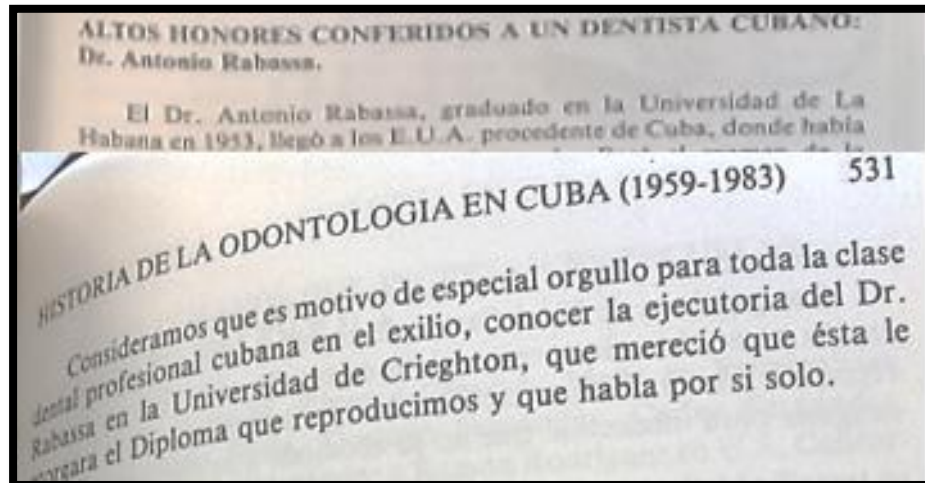 ALTOS HONORES CONFERIDOS A UN DENTISTA CUBANO:
Dr. Antonio Rabassa.
El Dr. Antonio Rabassa, graduado en la Universidad de La
Habana en 1953, llegó a los E.U.A. procedente de Cuba, donde había
HISTORIA DE LA ODONTOLOGIA EN CUBA (1959-1983) 531
Consideramos que es motivo de especial orgullo para toda la clase
dental profesional cubana en el exilio, conocer la ejecutoria del Dr.
Rabassa en la Universidad de Crieghton, que mereció que ésta le
el Diploma que reproducimos y que habla por si solo.